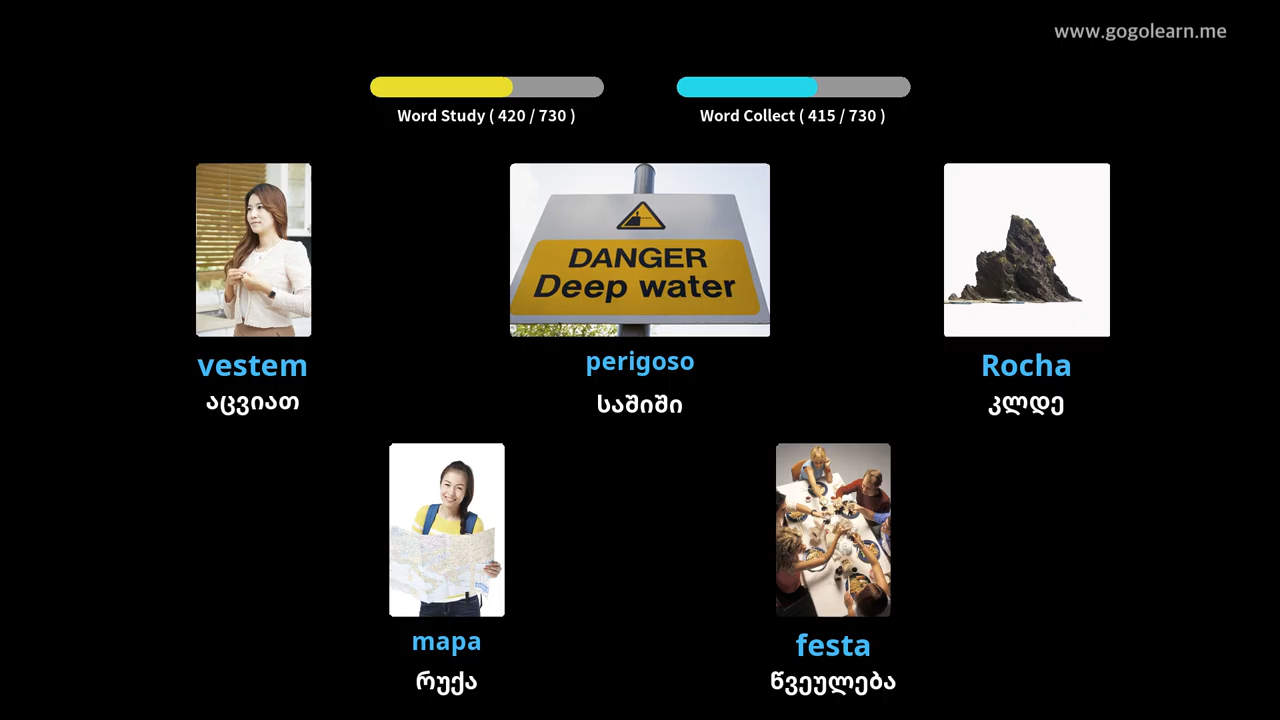 www.gogolearn.me
Word Study ( 420 / 730 )
Word Collect ( 415 / 730 )
DANGER
Deep water
vestem
აცვიათ
perigoso
საშიში
Rocha
კლდე
mapa
რუქა
festa
წვეულება